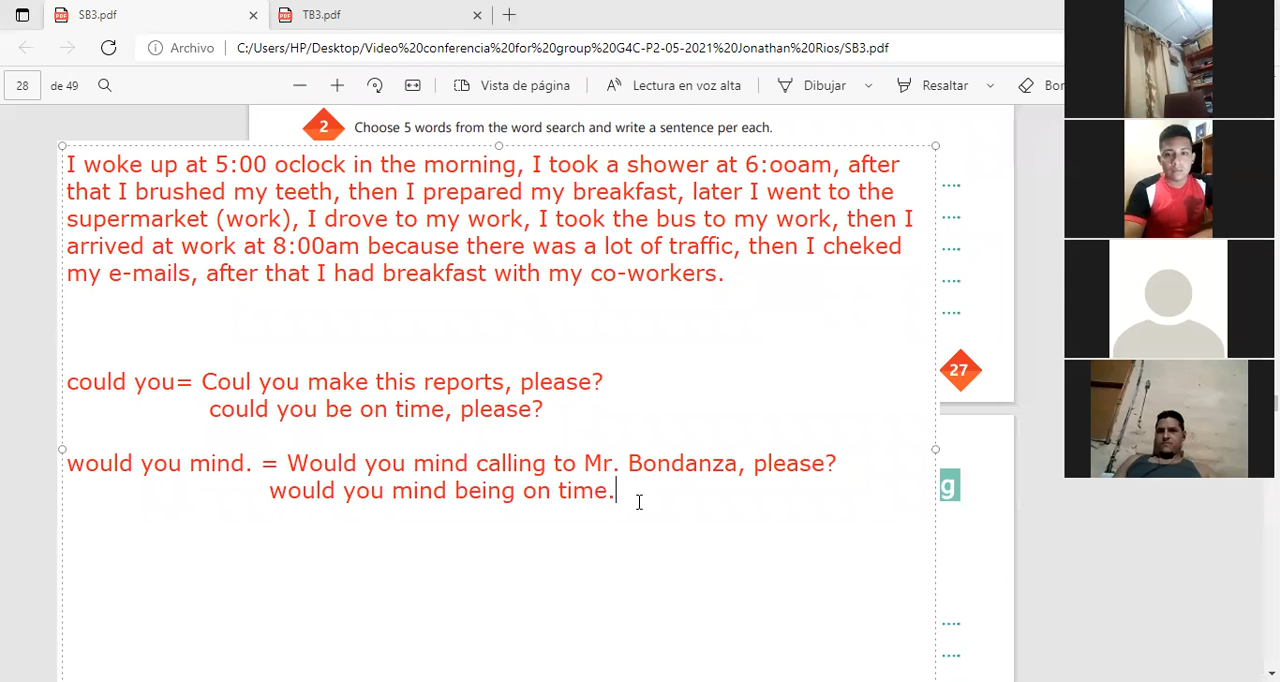 SB3.pdf
TB3.pdf
Archivo
C:/Users/HP/Desktop/Video%20conferencia%20for%20group%20G4C-P2-05-2021%20Jonathan%20Rios/SB3.pdf
28 de 49
Vista de página
Lectura en voz alta
Dibujar
Resaltar
Bor
2 Choose 5 words from the word search and write a sentence per each.
I woke up at 5:00 oclock in the morning, I took a shower at 6:ooam, after
that I brushed my teeth, then I prepared my breakfast, later I went to the
supermarket (work), I drove to my work, I took the bus to my work, then I
arrived at work at 8:00am because there was a lot of traffic, then I cheked
my e-mails, after that I had breakfast with my co-workers.
27
could you= Coul you make this reports, please?
could you be on time, please?
would you mind. = Would you mind calling to Mr. Bondanza, please?
would you mind being on time.
g